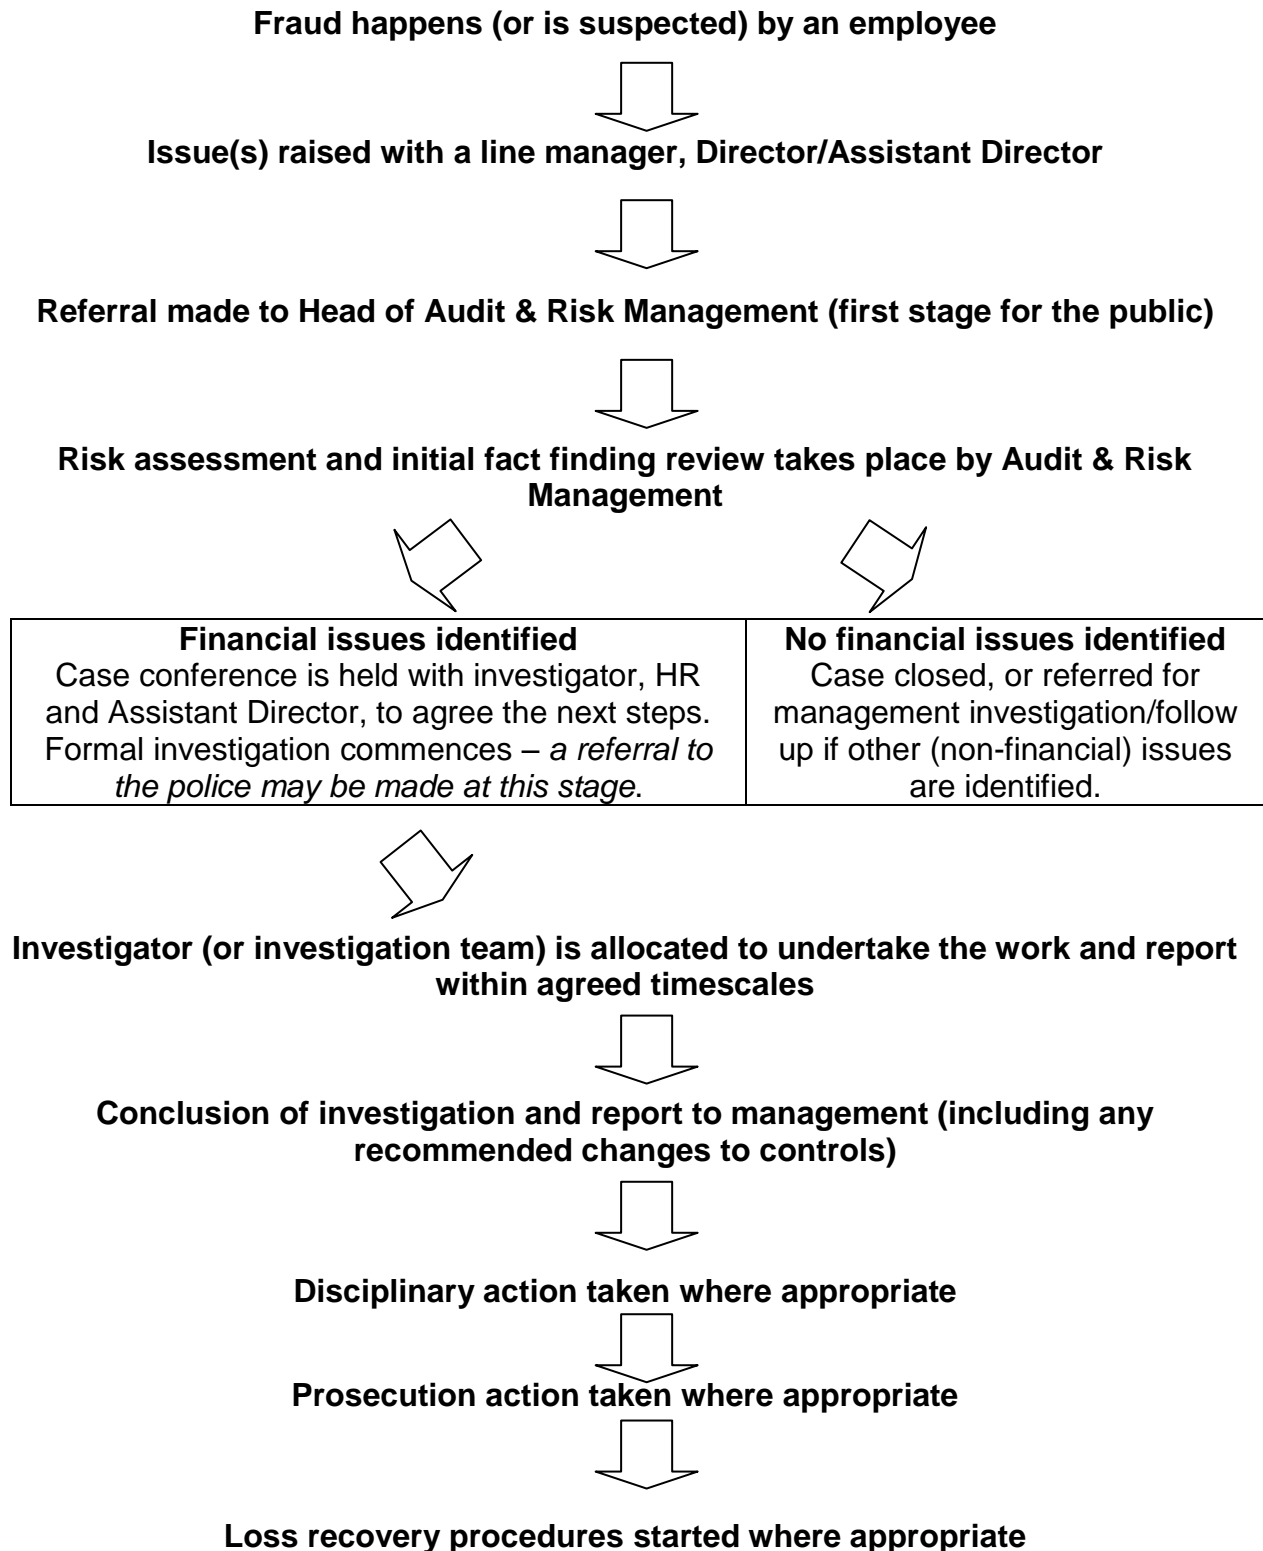 Fraud happens (or is suspected) by an employee
Issue(s) raised with a line manager, Director/Assistant Director
Referral made to Head of Audit & Risk Management (first stage for the public)
Risk assessment and initial fact finding review takes place by Audit & Risk
Management
Financial issues identified
Case conference is held with investigator, HR
and Assistant Director, to agree the next steps.
Formal investigation commences – a referral to
the police may be made at this stage.
No financial issues identified
Case closed, or referred for
management investigation/follow
up if other (non-financial) issues
are identified.
Investigator (or investigation team) is allocated to undertake the work and report
within agreed timescales
Conclusion of investigation and report to management (including any
recommended changes to controls)
Disciplinary action taken where appropriate
Prosecution action taken where appropriate
Loss recovery procedures started where appropriate